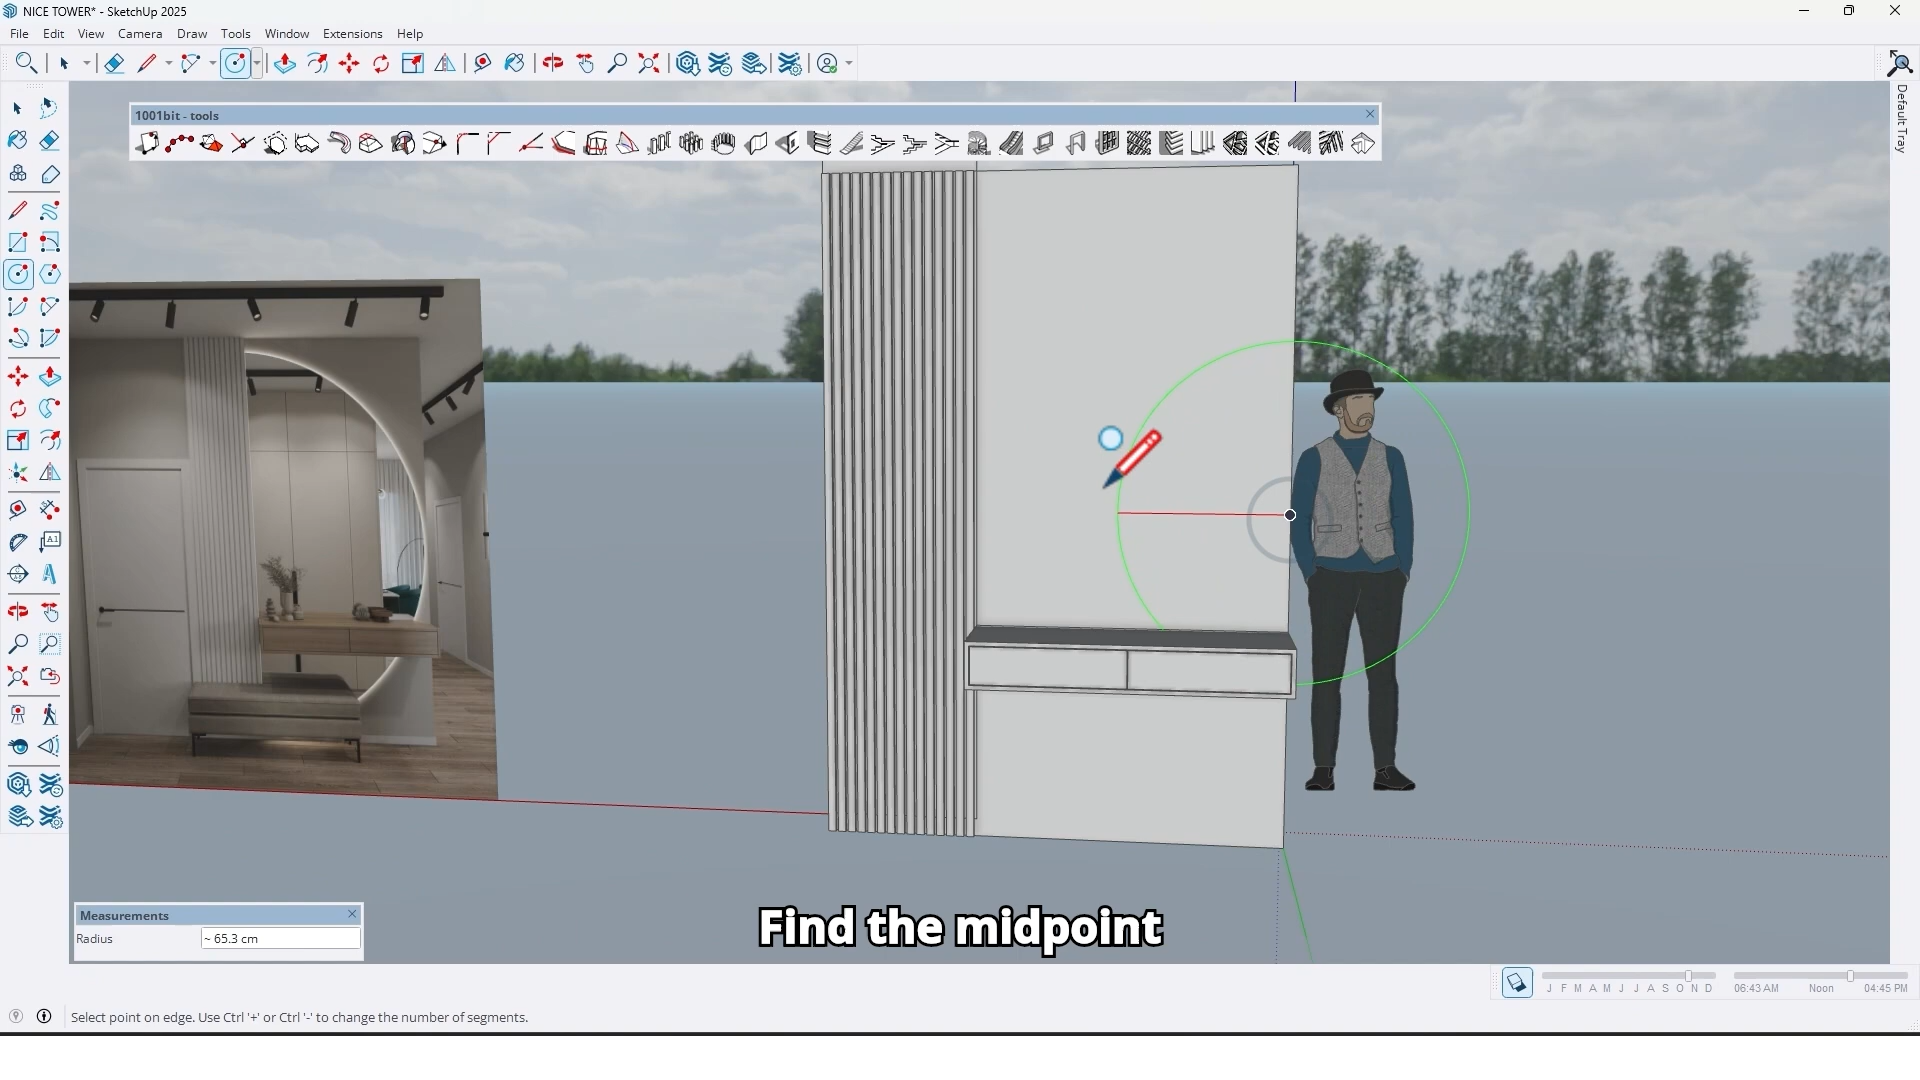 NICE TOWER* - SketchUp 2025
File Edit View Camera Draw Tools Window Extensions Help
1001bit - tools
Default Tray
A1
A
Measurements
Radius ~ 65.3 cm
Find the midpoint
J F M A M J J A S O N D 06:43 AM Noon 04:45 PM
Select point on edge. Use Ctrl '+' or Ctrl '-' to change the number of segments.